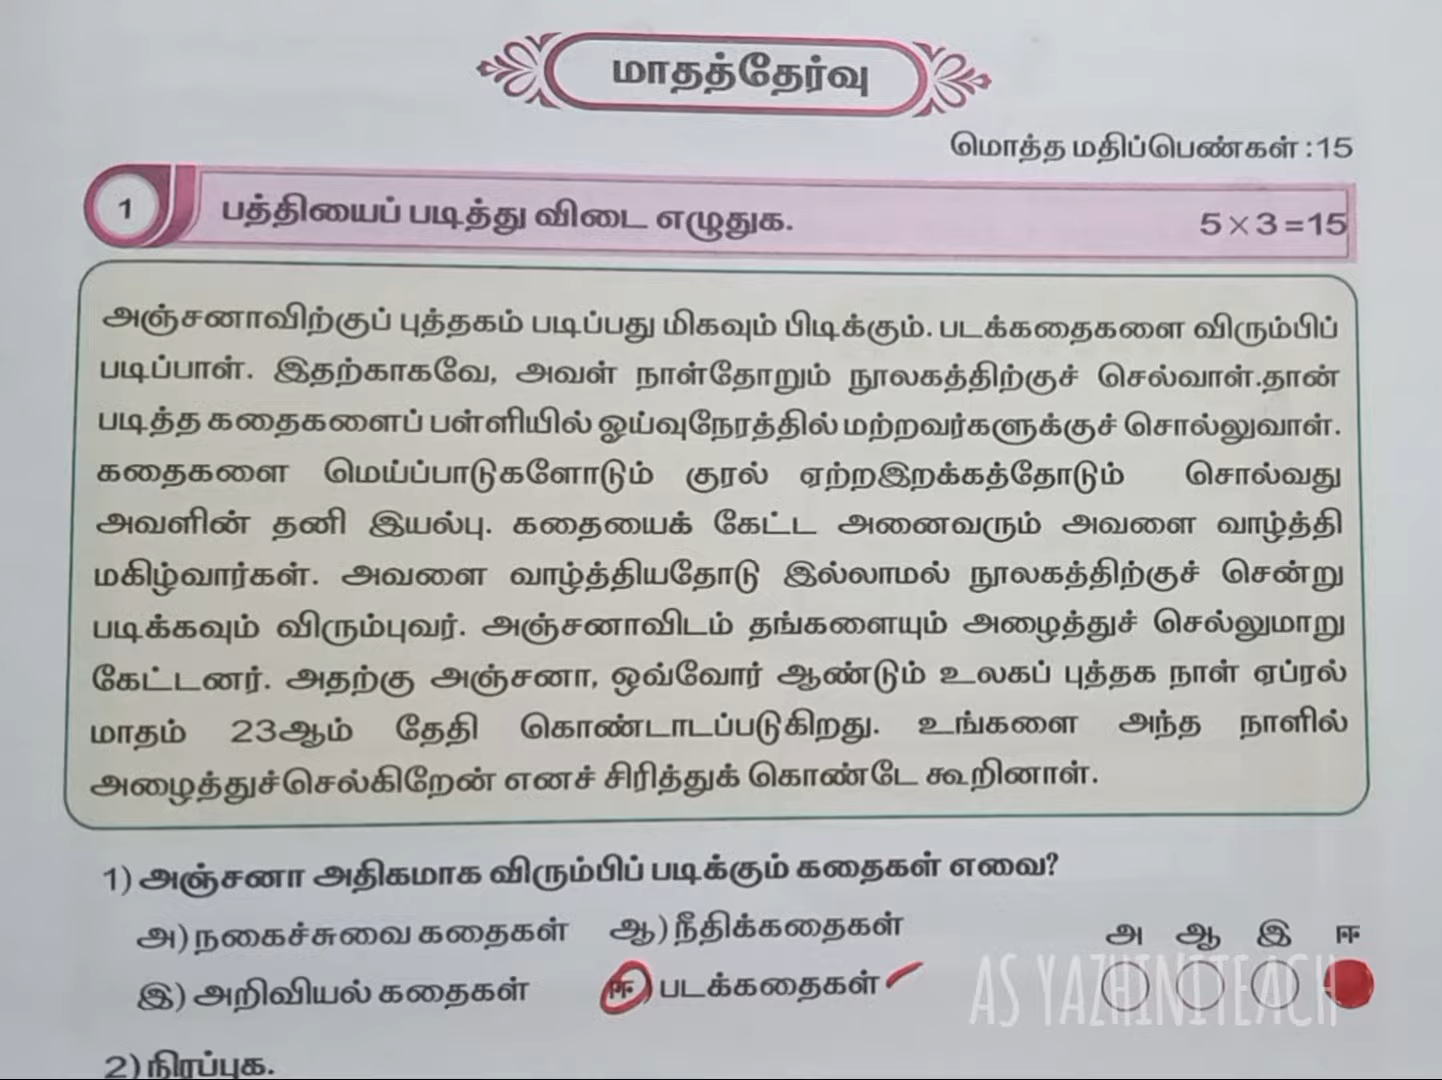 மாதத்தேர்வு
மொத்த மதிப்பெண்கள் :15
1 பத்தியைப் படித்து விடை எழுதுக. 5×3=15
அஞ்சனாவிற்குப் புத்தகம் படிப்பது மிகவும் பிடிக்கும். படக்கதைகளை விரும்பிப்
படிப்பாள். இதற்காகவே, அவள் நாள்தோறும் நூலகத்திற்குச் செல்வாள்.தான்
படித்த கதைகளைப் பள்ளியில் ஓய்வுநேரத்தில் மற்றவர்களுக்குச் சொல்லுவாள்.
கதைகளை மெய்ப்பாடுகளோடும் குரல் ஏற்றஇறக்கத்தோடும் சொல்வது
அவளின் தனி இயல்பு. கதையைக் கேட்ட அனைவரும் அவளை வாழ்த்தி
மகிழ்வார்கள். அவளை வாழ்த்தியதோடு இல்லாமல் நூலகத்திற்குச் சென்று
படிக்கவும் விரும்புவர். அஞ்சனாவிடம் தங்களையும் அழைத்துச் செல்லுமாறு
கேட்டனர். அதற்கு அஞ்சனா, ஒவ்வோர் ஆண்டும் உலகப் புத்தக நாள் ஏப்ரல்
மாதம் 23ஆம் தேதி கொண்டாடப்படுகிறது. உங்களை அந்த நாளில்
அழைத்துச்செல்கிறேன் எனச் சிரித்துக் கொண்டே கூறினாள்.
1) அஞ்சனா அதிகமாக விரும்பிப் படிக்கும் கதைகள் எவை?
அ) நகைச்சுவை கதைகள் ஆ) நீதிக்கதைகள் அ ஆ இ ஈ
இ) அறிவியல் கதைகள் ஈ) படக்கதைகள்
AS YAZHINITEACH
2) நிரப்புக.